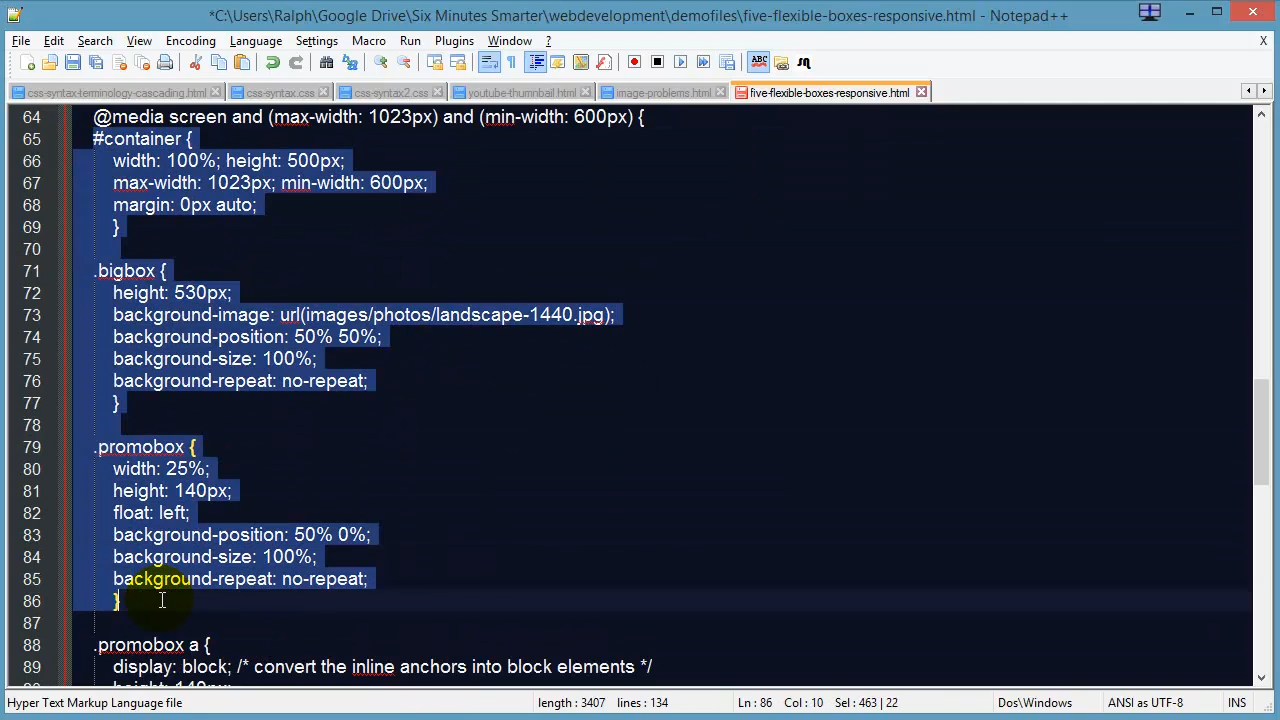 *C:\Users\Ralph\Google Drive\Six Minutes Smarter\webdevelopment\demofiles\five-flexible-boxes-responsive.html - Notepad++
File Edit Search View Encoding Language Settings Macro Run Plugins Window ? X
css-syntax-terminology-cascading.html css-syntax.css css-syntax2.css youtube-thumnbail.html image-problems.html five-flexible-boxes-responsive.html
64 @media screen and (max-width: 1023px) and (min-width: 600px) {
65 #container {
66 width: 100%; height: 500px;
67 max-width: 1023px; min-width: 600px;
68 margin: 0px auto;
69 }
70
71 .bigbox {
72 height: 530px;
73 background-image: url(images/photos/landscape-1440.jpg);
74 background-position: 50% 50%;
75 background-size: 100%;
76 background-repeat: no-repeat;
77 }
78
79 .promobox {
80 width: 25%;
81 height: 140px;
82 float: left;
83 background-position: 50% 0%;
84 background-size: 100%;
85 background-repeat: no-repeat;
86 }
87
88 .promobox a {
89 display: block; /* convert the inline anchors into block elements */
height: 140px;
Hyper Text Markup Language file length : 3407 lines : 134 Ln : 86 Col : 10 Sel : 463 | 22 Dos\Windows ANSI as UTF-8 INS